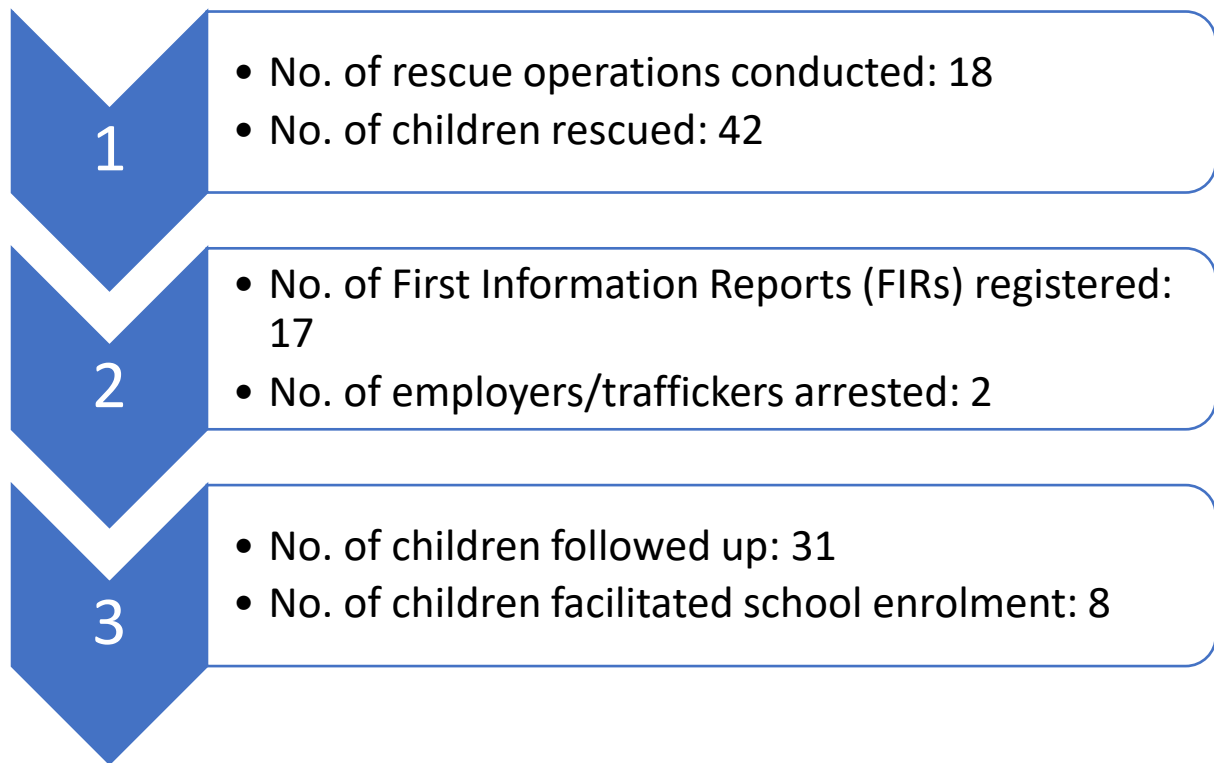 1
• No. of rescue operations conducted: 18
• No. of children rescued: 42
2
• No. of First Information Reports (FIRs) registered:
17
• No. of employers/traffickers arrested: 2
3
• No. of children followed up: 31
• No. of children facilitated school enrolment: 8